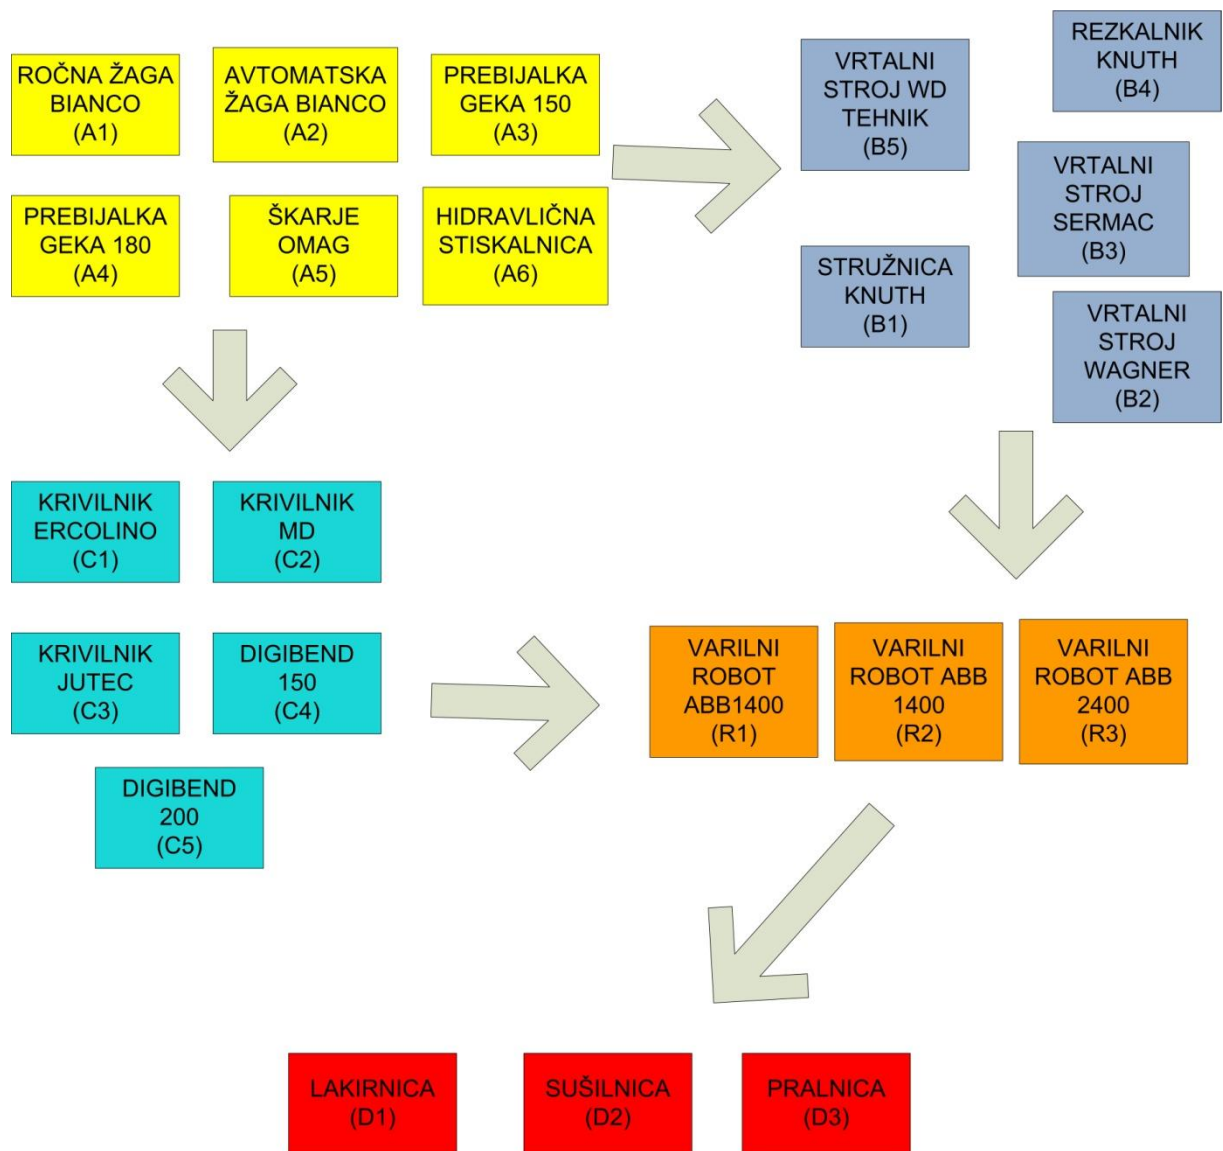 ROČNA ŽAGA
BIANCO
(A1)
AVTOMATSKA
ŽAGA BIANCO
(A2)
PREBIJALKA
GEKA 150
(A3)
PREBIJALKA
GEKA 180
(A4)
ŠKARJE
OMAG
(A5)
HIDRAVLIČNA
STISKALNICA
(A6)
VRTALNI
STROJ WD
TEHNIK
(B5)
REZKALNIK
KNUTH
(B4)
VRTALNI
STROJ
SERMAC
(B3)
STRUŽNICA
KNUTH
(B1)
VRTALNI
STROJ
WAGNER
(B2)
KRIVILNIK
ERCOLINO
(C1)
KRIVILNIK
MD
(C2)
KRIVILNIK
JUTEC
(C3)
DIGIBEND
150
(C4)
DIGIBEND
200
(C5)
VARILNI
ROBOT
ABB1400
(R1)
VARILNI
ROBOT ABB
1400
(R2)
VARILNI
ROBOT ABB
2400
(R3)
LAKIRNICA
(D1)
SUŠILNICA
(D2)
PRALNICA
(D3)